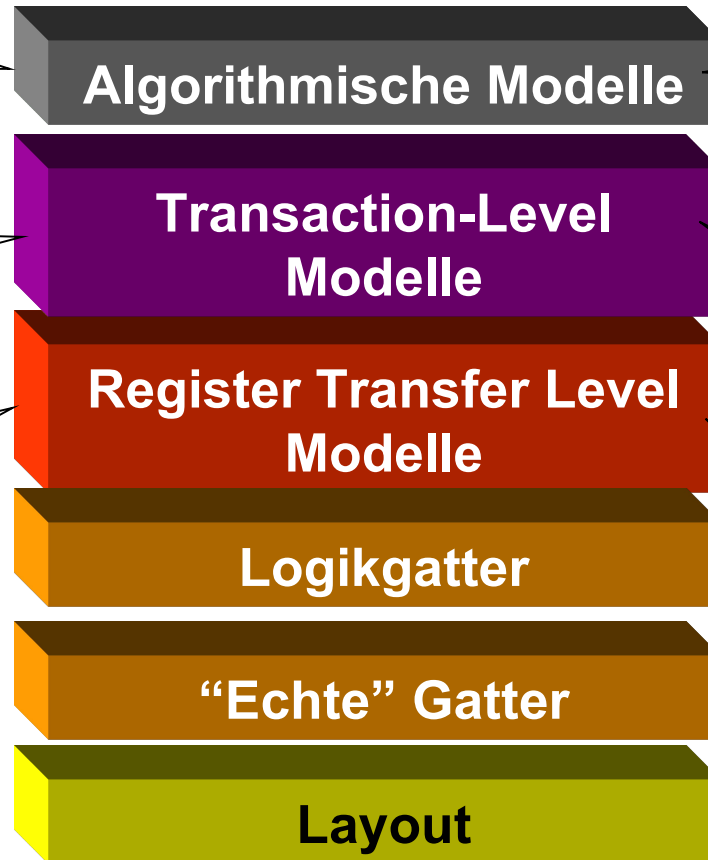 Algorithmische Modelle
Transaction-Level
Modelle
Register Transfer Level
Modelle
Logikgatter
“Echte” Gatter
Layout